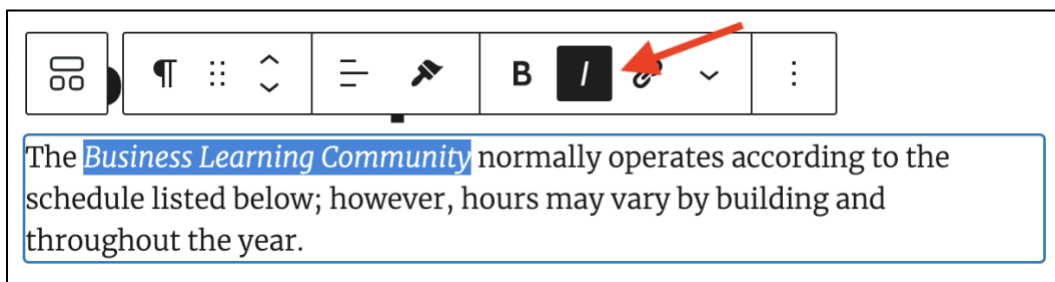 B I
The Business Learning Community normally operates according to the
schedule listed below; however, hours may vary by building and
throughout the year.